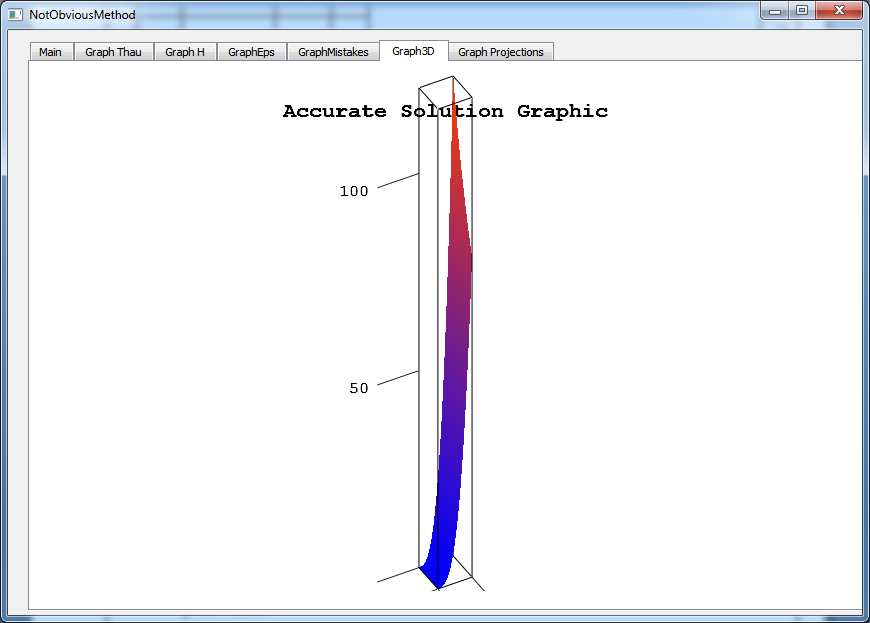 NotObviousMethod
Main Graph Thau Graph H GraphEps GraphMistakes Graph3D Graph Projections
Accurate Solution Graphic
100
50